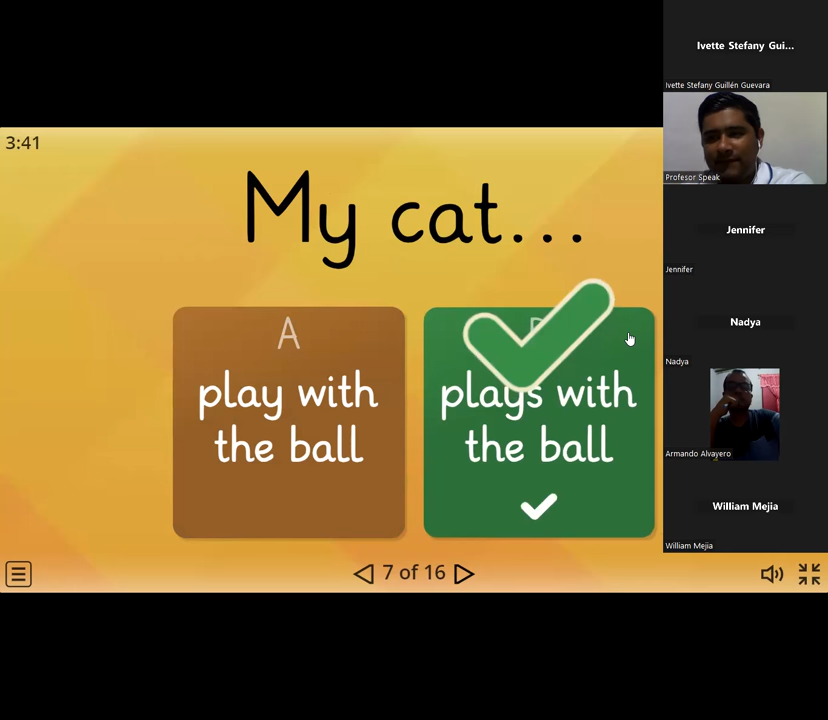 3:41
My cat...
A
play with
the ball
plays with
the ball
7 of 16
Ivette Stefany Gui...
Ivette Stefany Guillén Guevara
Profesor Speak
Jennifer
Jennifer
Nadya
Nadya
Armando Alvayero
William Mejia
William Mejia